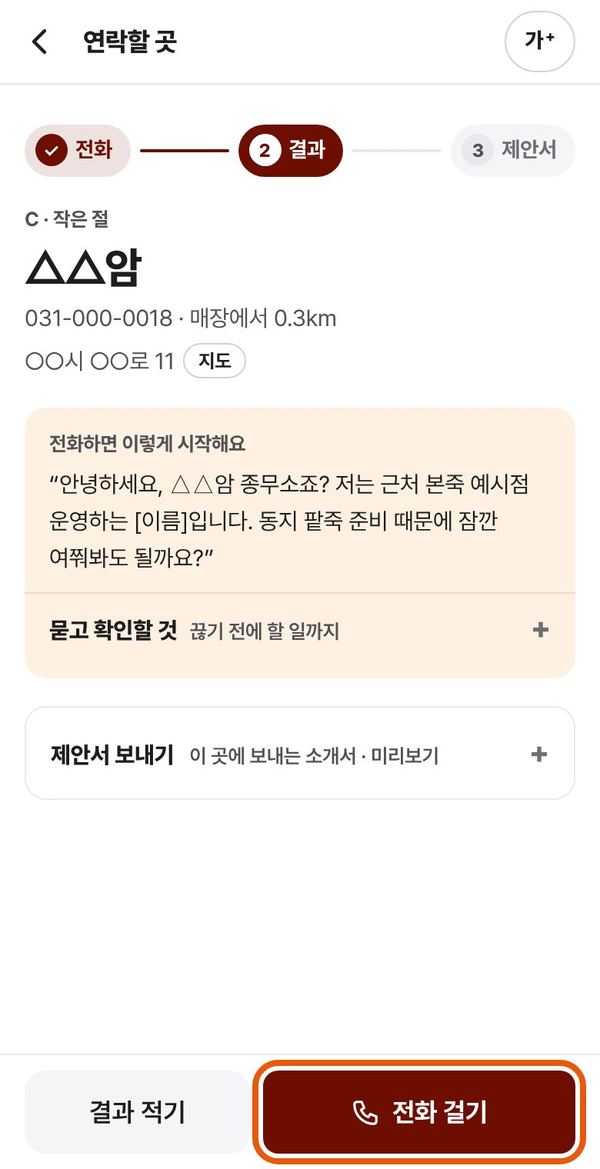 연락할 곳
가⁺
전화
2 결과
3 제안서
C · 작은 절
△△암
031-000-0018 · 매장에서 0.3km
○○시 ○○로 11 지도
전화하면 이렇게 시작해요
“안녕하세요, △△암 종무소죠? 저는 근처 본죽 예시점
운영하는 [이름]입니다. 동지 팥죽 준비 때문에 잠깐
여쭤봐도 될까요?”
묻고 확인할 것 끊기 전에 할 일까지 +
제안서 보내기 이 곳에 보내는 소개서 · 미리보기 +
결과 적기
전화 걸기